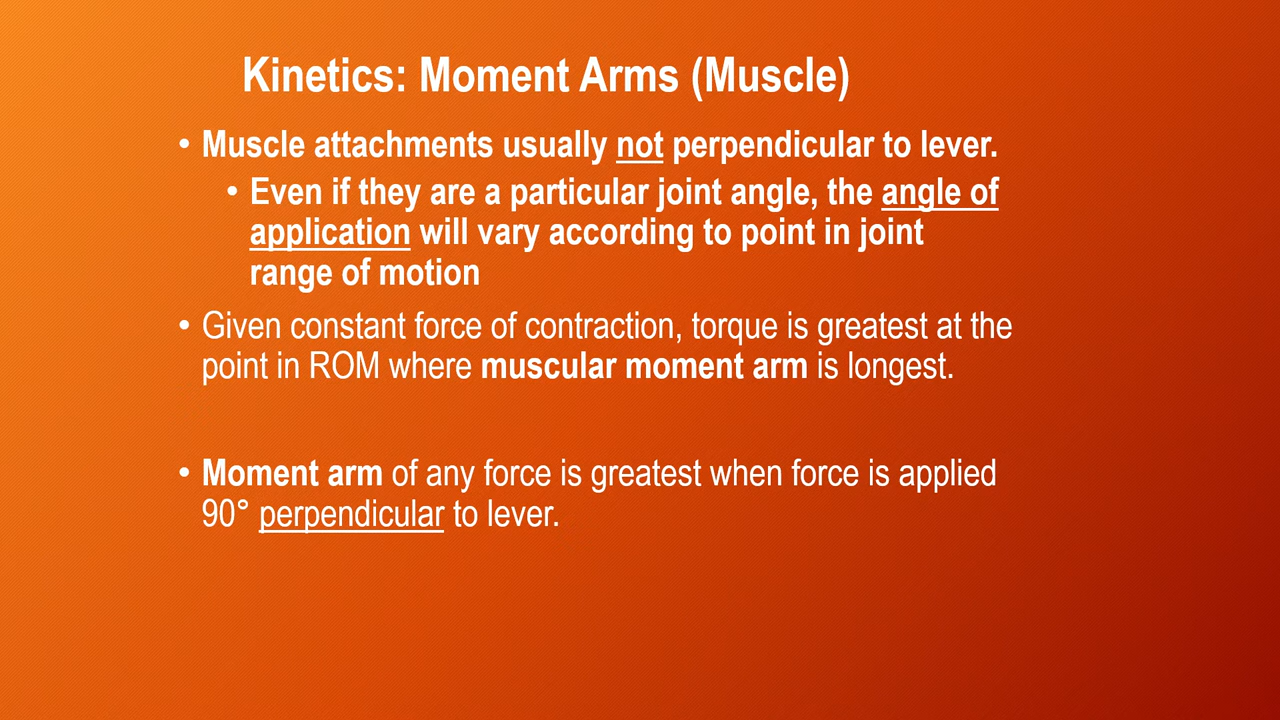 Kinetics: Moment Arms (Muscle)
• Muscle attachments usually not perpendicular to lever.
• Even if they are a particular joint angle, the angle of
application will vary according to point in joint
range of motion
• Given constant force of contraction, torque is greatest at the
point in ROM where muscular moment arm is longest.
• Moment arm of any force is greatest when force is applied
90° perpendicular to lever.